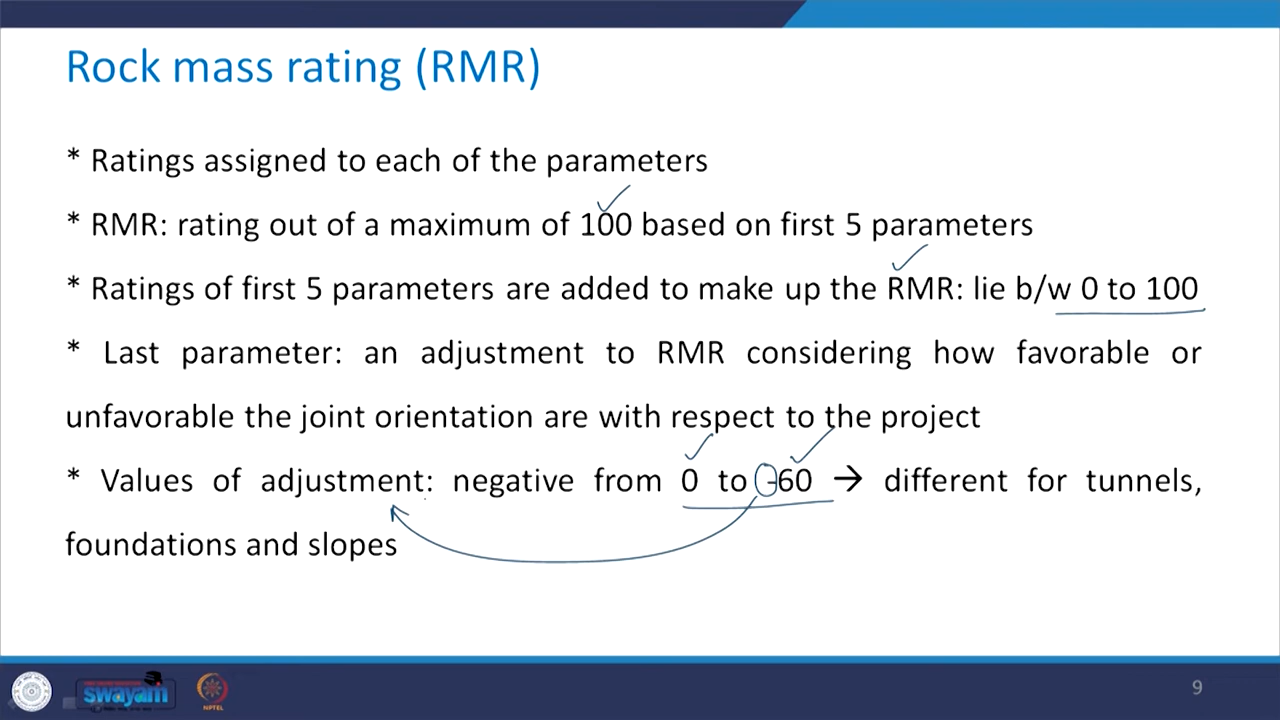 Rock mass rating (RMR)
* Ratings assigned to each of the parameters
* RMR: rating out of a maximum of 100 based on first 5 parameters
* Ratings of first 5 parameters are added to make up the RMR: lie b/w 0 to 100
* Last parameter: an adjustment to RMR considering how favorable or
unfavorable the joint orientation are with respect to the project
* Values of adjustment: negative from 0 to -60 → different for tunnels,
foundations and slopes
swayam
NPTEL
9